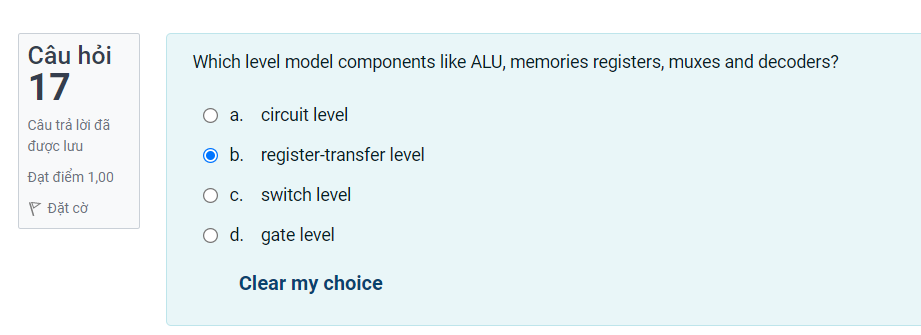 Câu hỏi
17
Câu trả lời đã
được lưu
Đạt điểm 1,00
Đặt cờ
Which level model components like ALU, memories registers, muxes and decoders?
a. circuit level
b. register-transfer level
c. switch level
d. gate level
Clear my choice